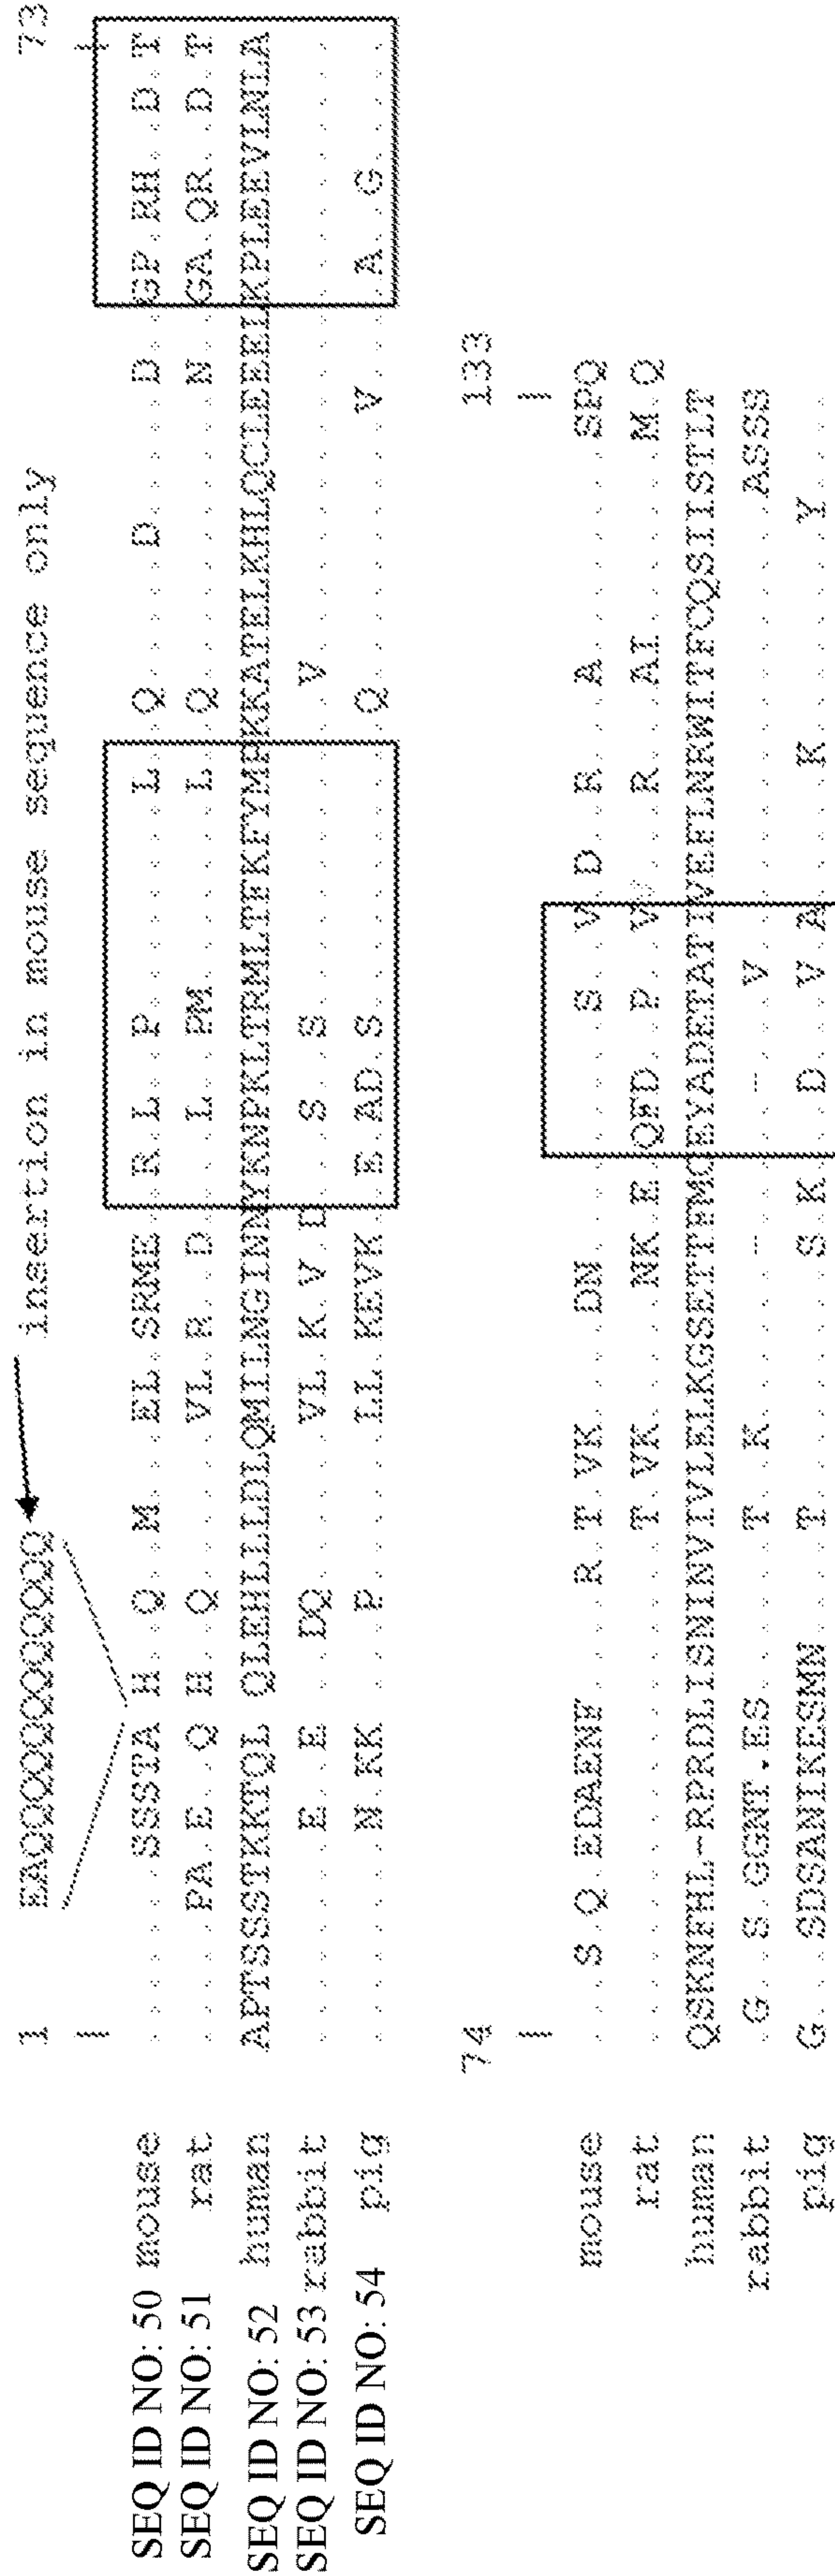 insertion in mouse sequence only
1 EAQQQQQQQQQQQQ 73
SEQ ID NO: 50 mouse .......SSSTA H..Q..M...EL.SRME..R.L..P........L..Q.....D.....D..GP.RH..D.T
SEQ ID NO: 51 rat .....PA.E..Q H..Q......VL.R..D....L..PM.......L..Q...........N..GA.QR..D.T
SEQ ID NO: 52 human APTSSSTKKTQL QLEHLLLDLQMILNGINNYKNPKLTRMLTFKFYMPKKATELKHLQCLEEELKPLEEVLNLA
SEQ ID NO: 53 rabbit ........E..E ..DQ......VL.K.V.D...S..S............V.......................
SEQ ID NO: 54 pig ........N.KK ...P......LL.KEVK..E.AD.S............Q..........V....A..G.....
74 133
mouse ...S.Q.EDAENF....R.T.VK....DN.........S..V.D..R...A.........SPQ
rat ..................T.VK.......NK.E.QFD..P.V....R...AI.......M.Q
human QSKNFHL-RPRDLISNINVIVLELKGSETTFMCEYADETATIVEFLNRWITFCQSIISTLT
rabbit .G..S.GGNT.ES......T..K.......-.....-...V..................ASSS
pig G...SDSANIKESMN....T..........S.K...D...V.A.....K........Y....